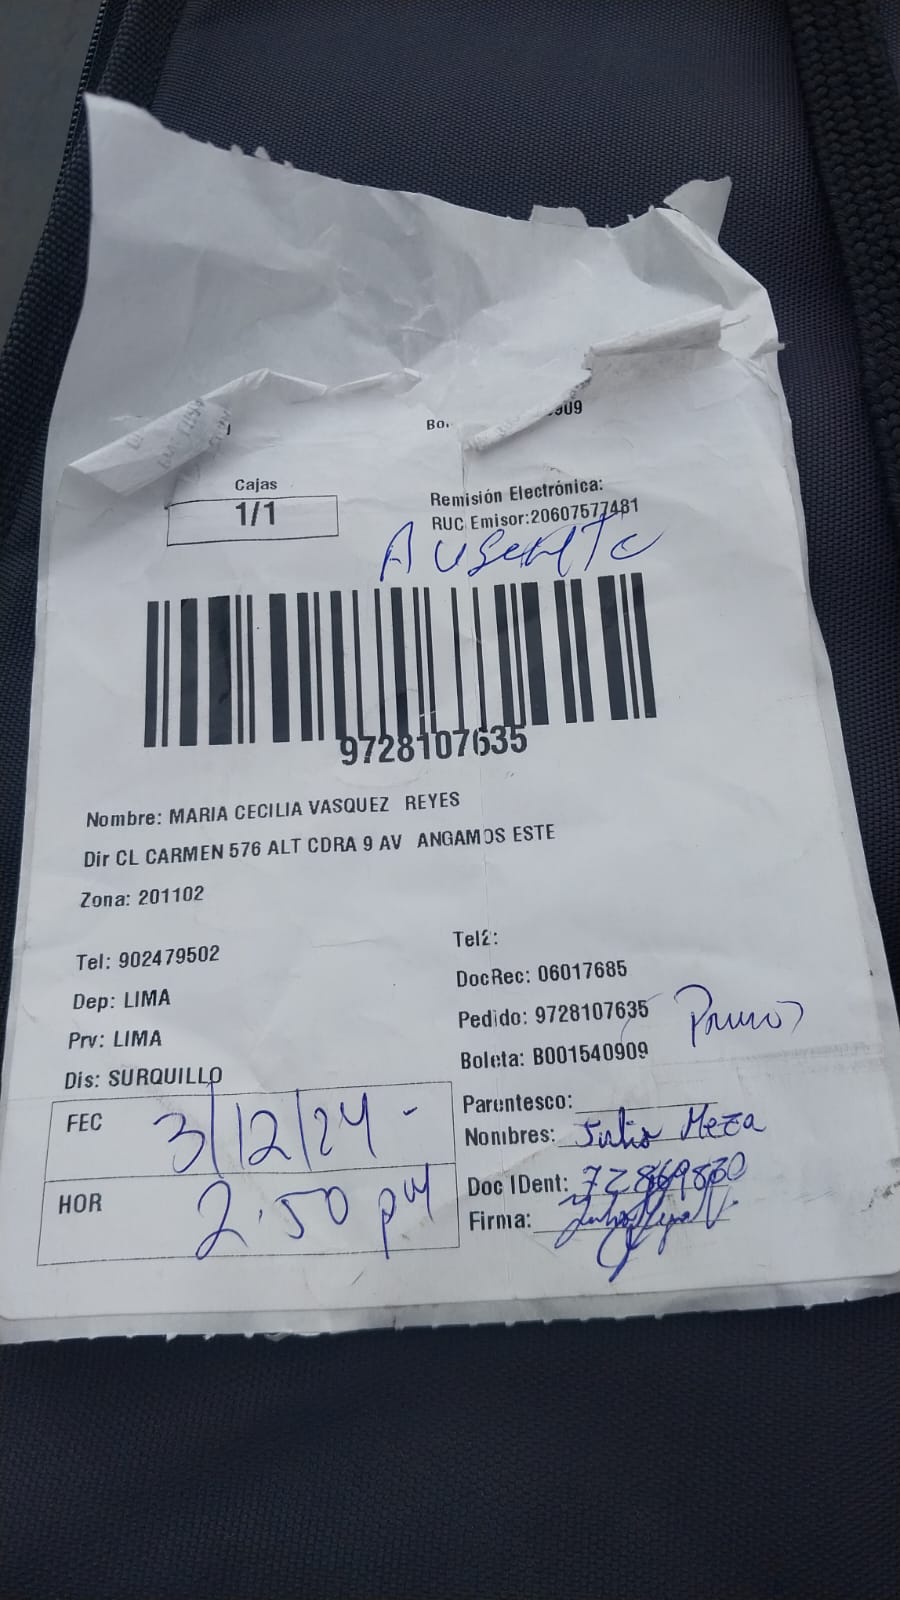 Cajas
1/1
Remisión Electrónica:
RUC Emisor:20607577481
Ausente
9728107635
Nombre: MARIA CECILIA VASQUEZ REYES
Dir CL CARMEN 576 ALT CDRA 9 AV ANGAMOS ESTE
Zona: 201102
Tel: 902479502
Dep: LIMA
Prv: LIMA
Dis: SURQUILLO
Tel2:
DocRec: 06017685
Pedido: 9728107635
Boleta: B001540909
FEC 3/12/24
HOR 2:50 pm
Parentesco:
Nombres: Julio Meza
Doc IDent:
Firma: